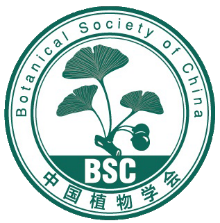 Botanical Society of China
BSC
中国植物学会